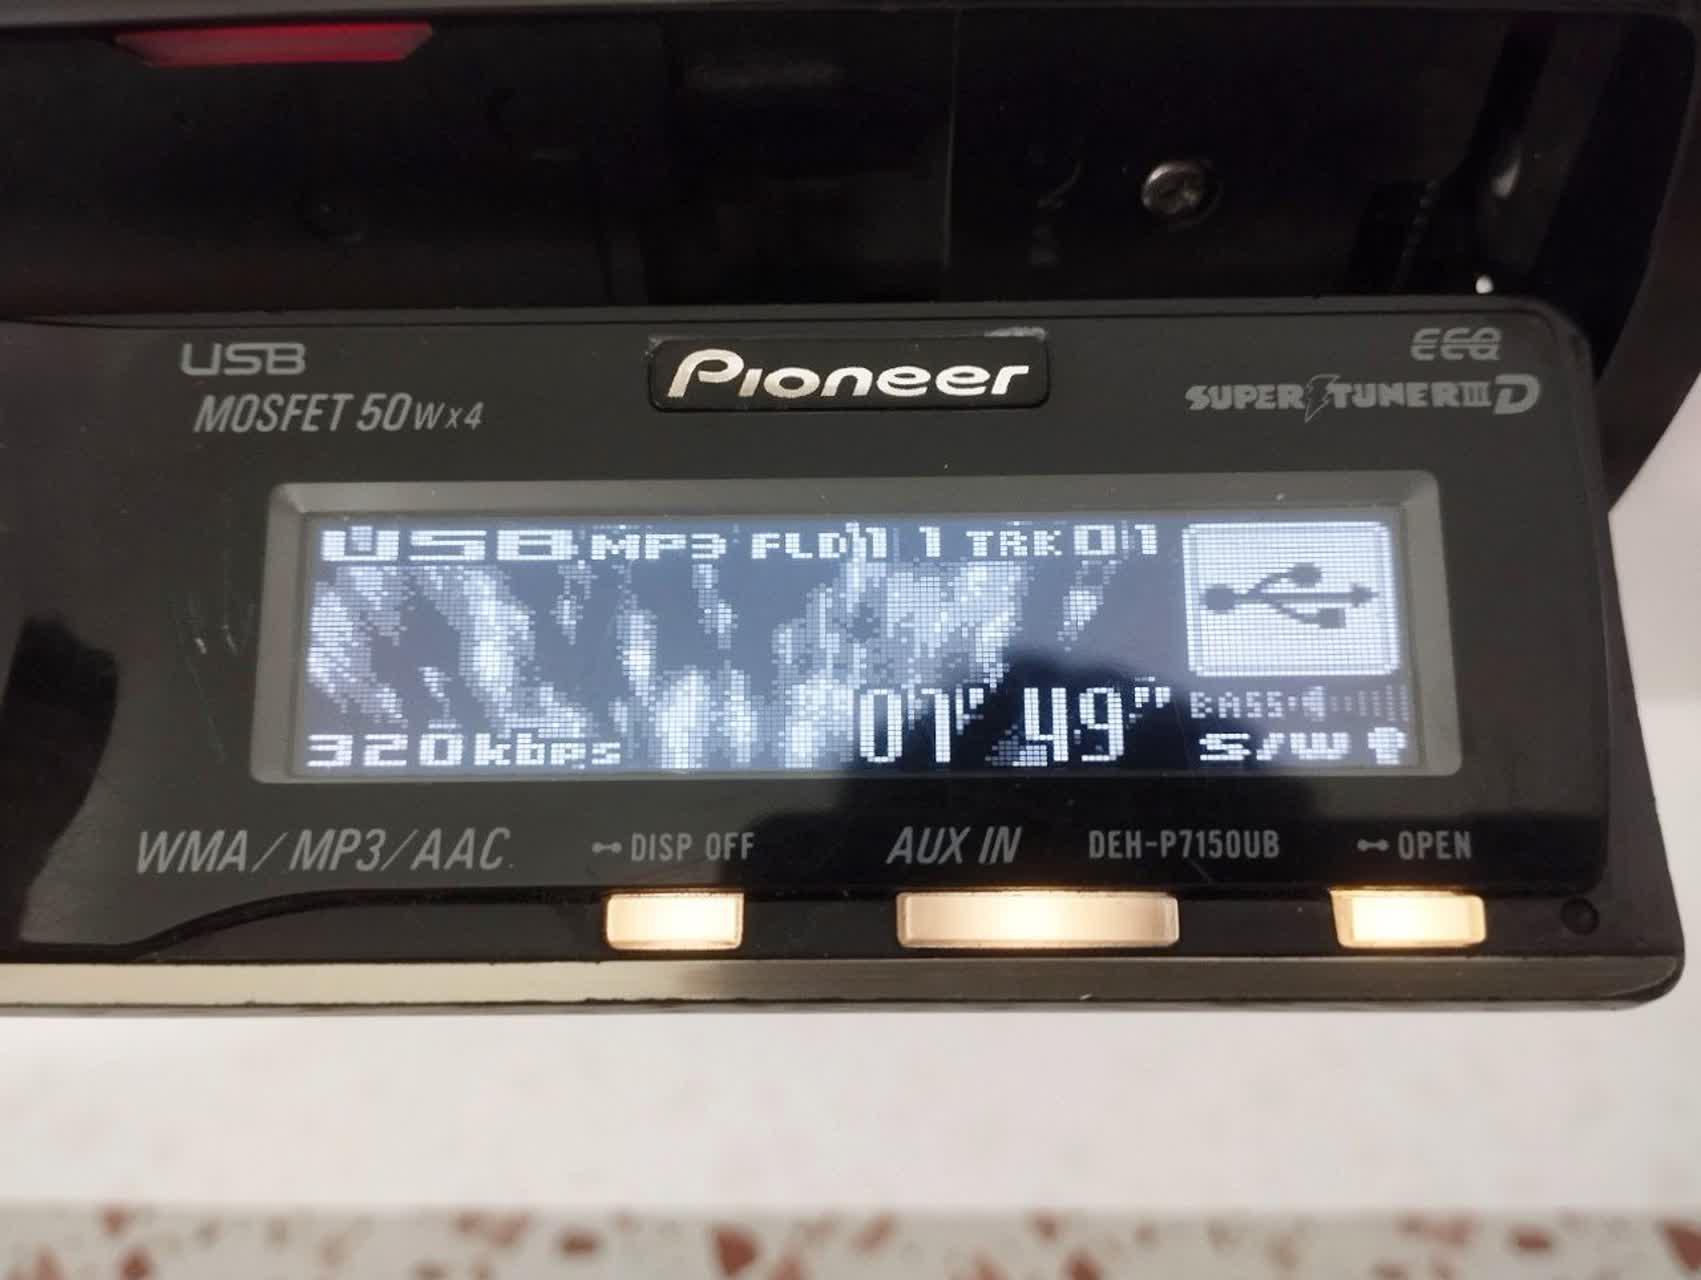 USB
MOSFET 50W x 4
Pioneer
EEQ
SUPER TUNER III D
USB MP3 FLD 11 TRK 01
320kbps 01' 49"
BASS
S/W
WMA / MP3 / AAC
DISP OFF
AUX IN
DEH-P7150UB
OPEN